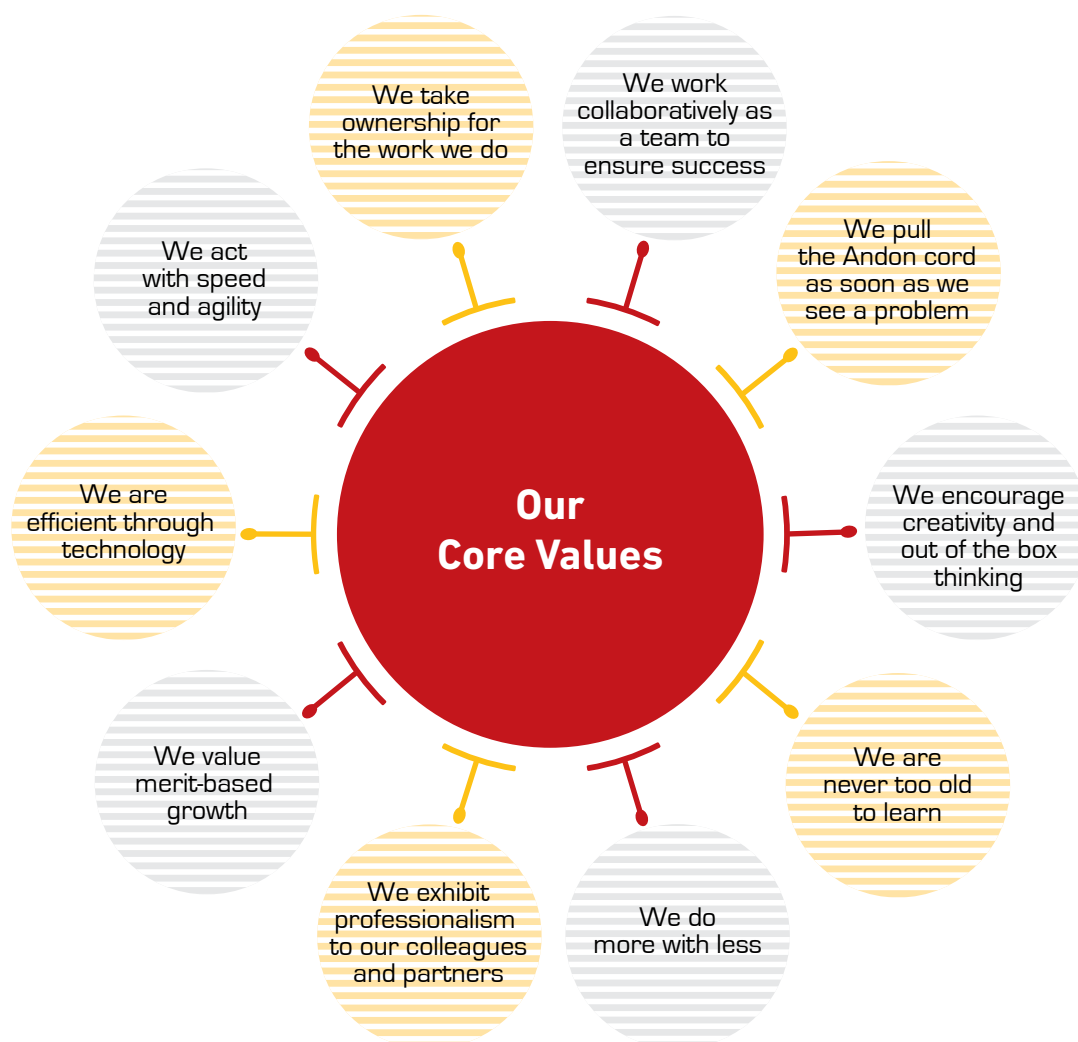 We take
ownership for
the work we do
We work
collaboratively as
a team to
ensure success
We pull
the Andon cord
as soon as we
see a problem
We encourage
creativity and
out of the box
thinking
We are
never too old
to learn
We do
more with less
We exhibit
professionalism
to our colleagues
and partners
We value
merit-based
growth
We are
efficient through
technology
We act
with speed
and agility
Our
Core Values